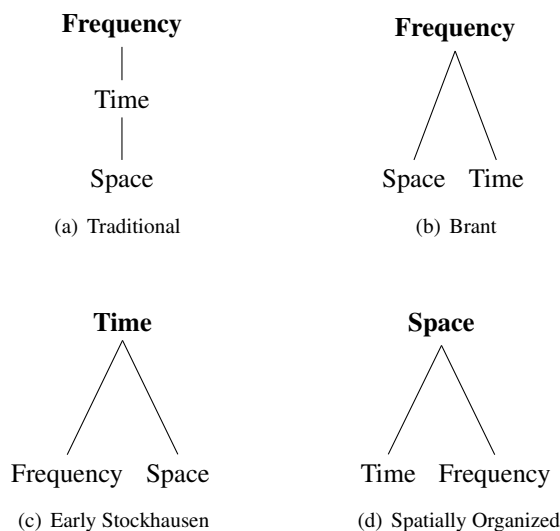 Frequency
Time
Space
(a) Traditional
Frequency
Space Time
(b) Brant
Time
Frequency Space
(c) Early Stockhausen
Space
Time Frequency
(d) Spatially Organized